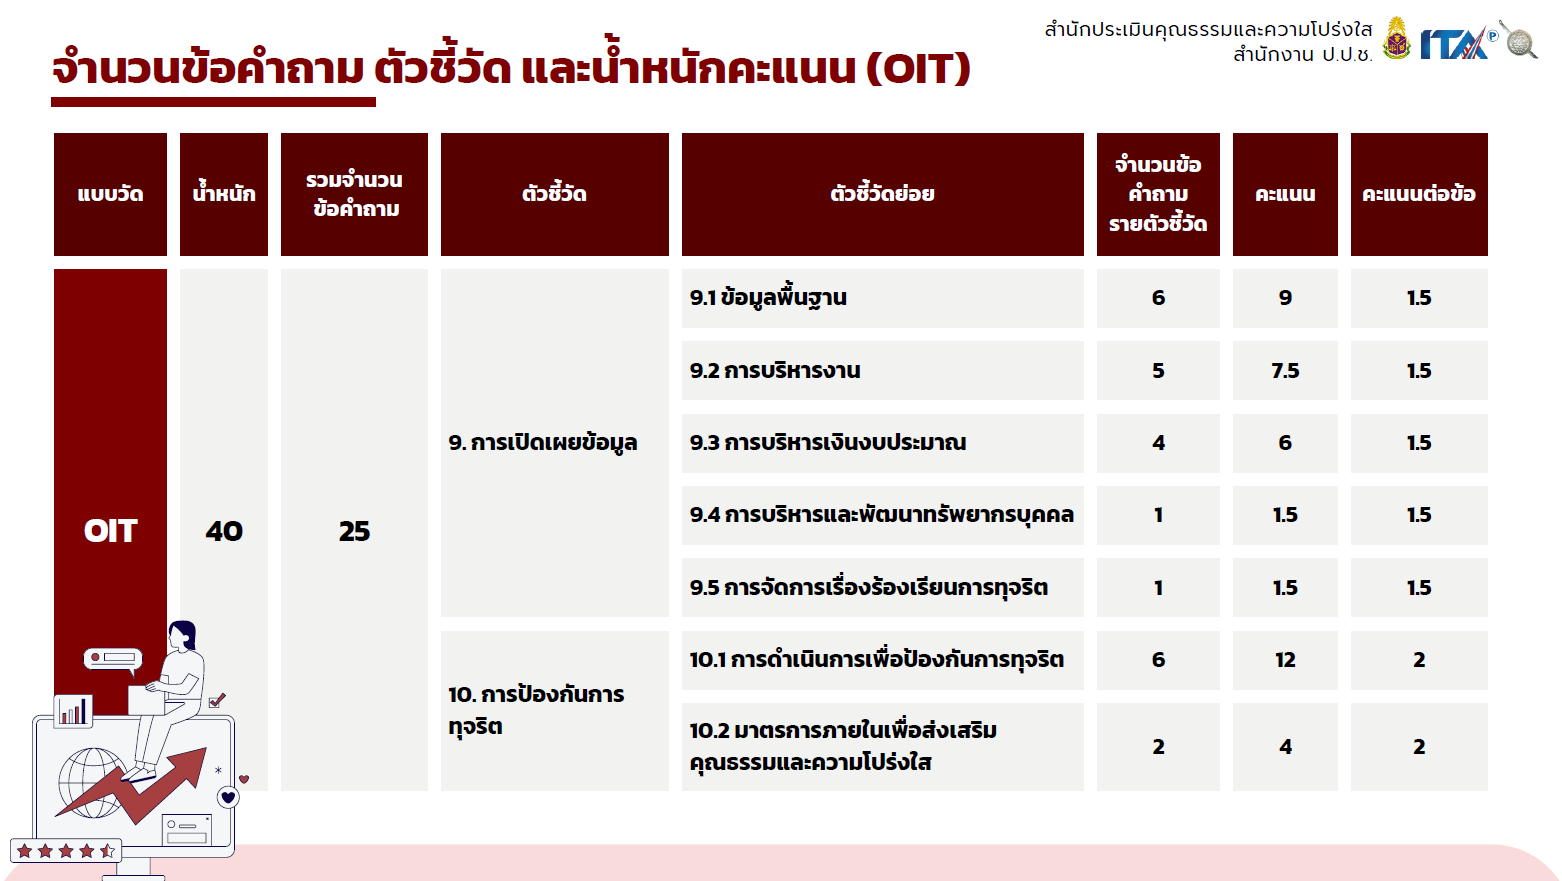 สำนักประเมินคุณธรรมและความโปร่งใส
สำนักงาน ป.ป.ช.
ITA P
จำนวนข้อคำถาม ตัวชี้วัด และน้ำหนักคะแนน (OIT)
แบบวัด
น้ำหนัก
รวมจำนวน
ข้อคำถาม
ตัวชี้วัด
ตัวชี้วัดย่อย
จำนวนข้อ
คำถาม
รายตัวชี้วัด
คะแนน
คะแนนต่อข้อ
OIT
40
25
9. การเปิดเผยข้อมูล
9.1 ข้อมูลพื้นฐาน 6 9 1.5
9.2 การบริหารงาน 5 7.5 1.5
9.3 การบริหารเงินงบประมาณ 4 6 1.5
9.4 การบริหารและพัฒนาทรัพยากรบุคคล 1 1.5 1.5
9.5 การจัดการเรื่องร้องเรียนการทุจริต 1 1.5 1.5
10. การป้องกันการ
ทุจริต
10.1 การดำเนินการเพื่อป้องกันการทุจริต 6 12 2
10.2 มาตรการภายในเพื่อส่งเสริม
คุณธรรมและความโปร่งใส 2 4 2